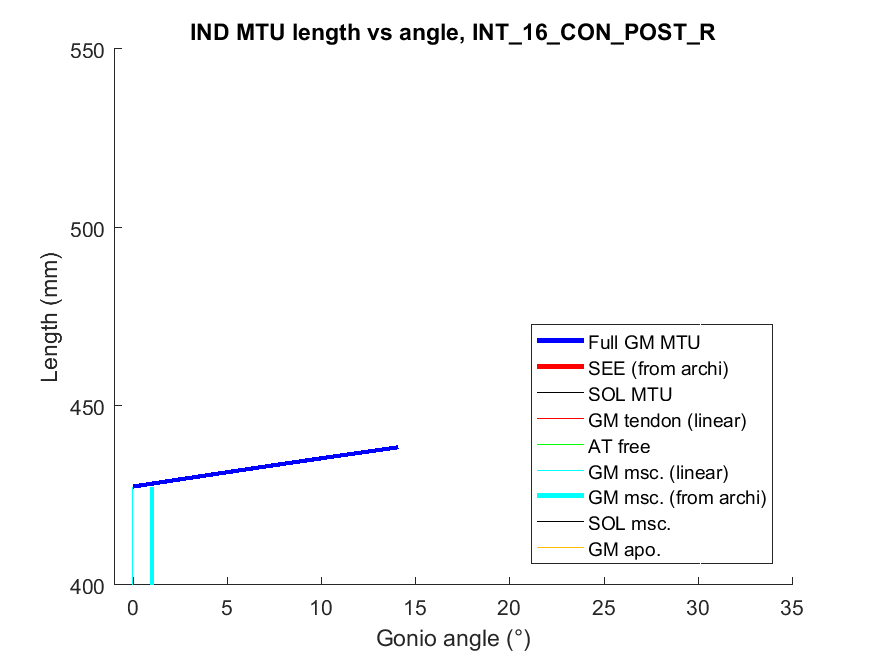 IND MTU length vs angle, INT_16_CON_POST_R
550
500
450
400
Length (mm)
0 5 10 15 20 25 30 35
Gonio angle (°)
Full GM MTU
SEE (from archi)
SOL MTU
GM tendon (linear)
AT free
GM msc. (linear)
GM msc. (from archi)
SOL msc.
GM apo.